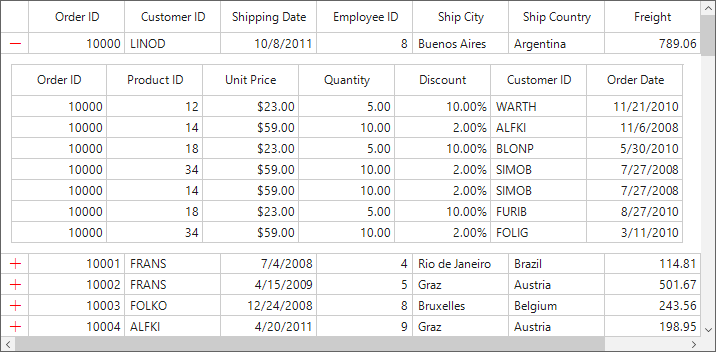 Order ID Customer ID Shipping Date Employee ID Ship City Ship Country Freight
10000 LINOD 10/8/2011 8 Buenos Aires Argentina 789.06
Order ID Product ID Unit Price Quantity Discount Customer ID Order Date
10000 12 $23.00 5.00 10.00% WARTH 11/21/2010
10000 14 $59.00 10.00 2.00% ALFKI 11/6/2008
10000 18 $23.00 5.00 10.00% BLONP 5/30/2010
10000 34 $59.00 10.00 2.00% SIMOB 7/27/2008
10000 14 $59.00 10.00 2.00% SIMOB 7/27/2008
10000 18 $23.00 5.00 10.00% FURIB 8/27/2010
10000 34 $59.00 10.00 2.00% FOLIG 3/11/2010
10001 FRANS 7/4/2008 4 Rio de Janeiro Brazil 114.81
10002 FRANS 4/15/2009 5 Graz Austria 501.67
10003 FOLKO 12/24/2008 8 Bruxelles Belgium 243.56
10004 ALFKI 4/20/2011 9 Graz Austria 198.95